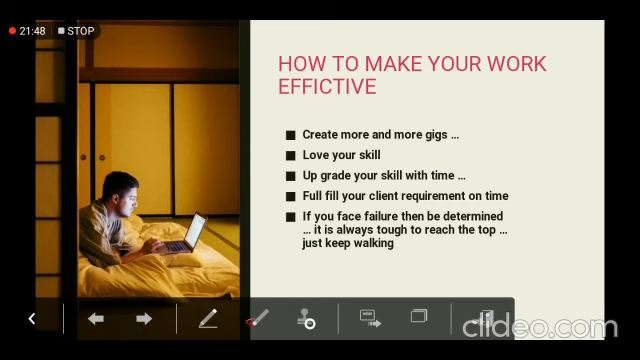 21:48 STOP
HOW TO MAKE YOUR WORK
EFFICTIVE
Create more and more gigs ...
Love your skill
Up grade your skill with time ...
Full fill your client requirement on time
If you face failure then be determined
... it is always tough to reach the top ...
just keep walking
clideo.com